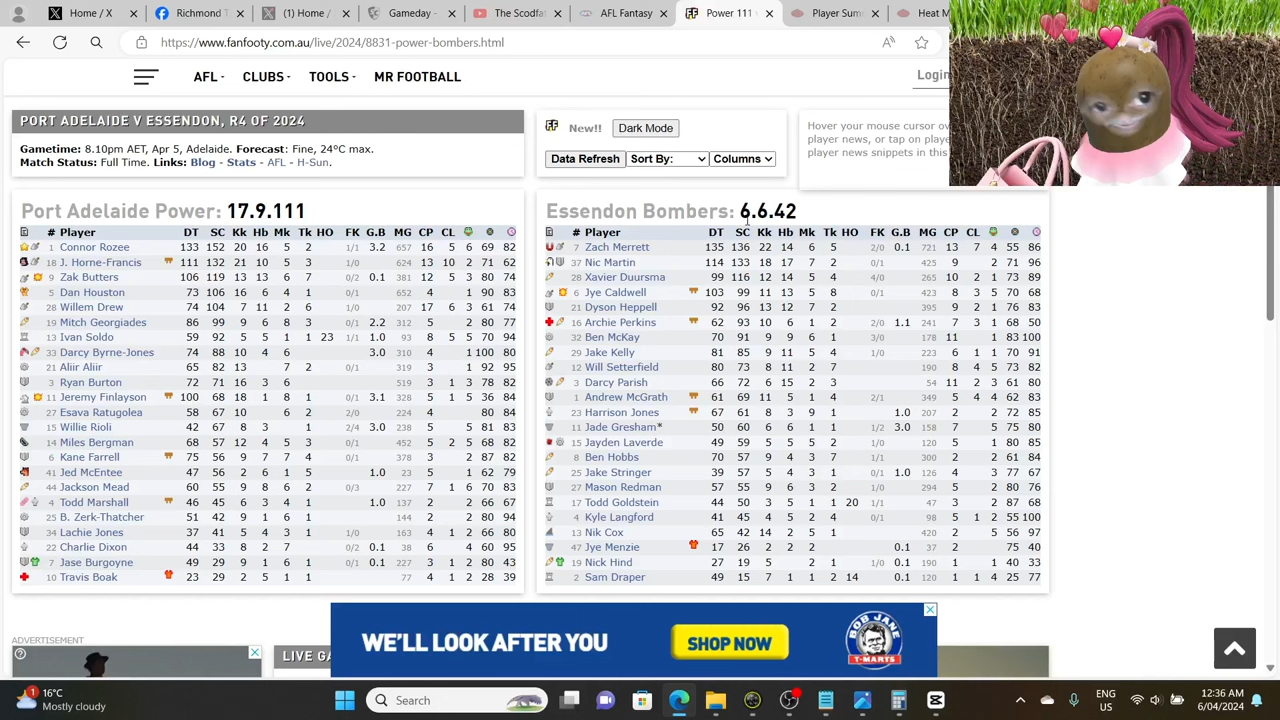 Home / X
Richmond T
(1) Home /
Gameday -
The Scodfa
AFL Fantasy
Power 111 v
Player Sum
Heat M
https://www.fanfooty.com.au/live/2024/8831-power-bombers.html
AFL CLUBS TOOLS MR FOOTBALL
Login
PORT ADELAIDE V ESSENDON, R4 OF 2024
Gametime: 8.10pm AET, Apr 5, Adelaide. Forecast: Fine, 24°C max.
Match Status: Full Time. Links: Blog - Stats - AFL - H-Sun.
New!! Dark Mode
Data Refresh Sort By: Columns
Hover your mouse cursor ov
player news, or tap on player
player news snippets in this
Port Adelaide Power: 17.9.111
# Player DT SC Kk Hb Mk Tk HO FK G.B MG CP CL
1 Connor Rozee 133 152 20 16 5 2 1/1 3.2 657 16 5 6 69 82
18 J. Horne-Francis 111 132 21 10 5 3 1/0 624 13 10 2 71 62
9 Zak Butters 106 119 13 13 6 7 0/2 0.1 381 12 5 3 80 74
5 Dan Houston 73 106 16 6 4 1 0/1 652 4 1 90 83
28 Willem Drew 74 104 7 11 2 6 1/0 207 17 6 3 61 74
19 Mitch Georgiades 86 99 9 6 8 3 0/1 2.2 312 5 2 80 77
13 Ivan Soldo 59 92 5 5 1 1 23 1/1 1.0 93 8 5 5 70 94
33 Darcy Byrne-Jones 74 88 10 4 6 3.0 310 4 1 100 80
21 Aliir Aliir 65 82 13 7 2 0/1 319 3 1 92 95
3 Ryan Burton 72 71 16 3 6 519 3 1 3 78 82
11 Jeremy Finlayson 100 68 18 1 8 1 0/1 3.1 328 5 1 5 36 84
27 Esava Ratugolea 58 67 10 6 2 2/0 224 4 80 84
15 Willie Rioli 42 67 8 3 1 2/4 3.0 238 5 5 81 83
14 Miles Bergman 68 57 12 4 5 3 0/1 452 5 2 5 68 82
6 Kane Farrell 75 56 9 7 7 4 0/1 378 3 2 87 82
41 Jed McEntee 47 56 2 6 1 5 1.0 23 5 1 62 79
44 Jackson Mead 55 9 8 6 2 0/3 227 7 1 6 70 83
4 Todd Marshall 46 45 6 3 4 1 1.0 137 2 2 66 67
25 B. Zerk-Thatcher 51 42 9 1 6 1 144 2 2 80 94
34 Lachie Jones 37 41 5 4 3 1 1/0 163 4 1 2 66 80
22 Charlie Dixon 44 33 8 2 7 0/2 0.1 38 6 4 60 95
7 Jase Burgoyne 49 29 9 1 6 1 0/1 0.1 227 3 1 2 80 43
10 Travis Boak 23 29 2 5 1 1 77 4 1 2 28 39
Essendon Bombers: 6.6.42
# Player DT SC Kk Hb Mk Tk HO FK G.B MG CP CL
7 Zach Merrett 135 136 22 14 6 5 2/0 0.1 721 13 7 4 55 86
37 Nic Martin 114 133 18 17 7 2 0/1 425 9 2 71 96
28 Xavier Duursma 99 116 12 14 5 4 4/0 265 10 2 1 73 89
6 Jye Caldwell 103 99 11 13 5 8 0/1 423 8 3 5 70 68
21 Dyson Heppell 92 96 13 12 7 2 395 9 2 1 76 83
16 Archie Perkins 62 93 10 6 1 2 2/0 1.1 241 7 3 1 68 50
32 Ben McKay 70 91 9 9 6 1 3/0 178 11 1 83 100
29 Jake Kelly 81 85 9 11 5 4 1/0 223 6 1 1 70 91
12 Will Setterfield 80 73 8 11 2 7 190 8 4 5 73 82
3 Darcy Parish 66 72 6 15 2 3 54 11 2 3 61 80
1 Andrew McGrath 61 69 11 5 1 4 2/1 349 5 4 4 62 83
23 Harrison Jones 67 61 8 3 9 1 1.0 207 2 2 72 85
11 Jade Gresham* 50 60 6 6 1 1 1/2 3.0 158 7 5 75 80
15 Jayden Laverde 49 59 5 5 5 2 1/0 120 5 1 80 85
8 Ben Hobbs 70 57 9 4 3 7 1/1 300 2 2 61 84
25 Jake Stringer 39 57 5 4 3 1 0/1 1.0 120 4 3 77 67
27 Mason Redman 57 55 9 6 3 2 1/0 294 5 2 80 76
17 Todd Goldstein 44 50 3 5 1 1 20 1/1 47 3 2 87 68
4 Kyle Langford 41 45 4 5 2 4 0/1 98 5 1 2 55 100
13 Nik Cox 65 42 14 2 5 1 420 2 5 56 97
47 Jye Menzie 17 26 2 2 2 0.1 37 2 75 40
19 Nick Hind 27 19 5 2 1 1/0 0.1 190 1 1 40 33
2 Sam Draper 49 15 7 1 1 2 14 0.1 120 1 1 4 25 77
WE'LL LOOK AFTER YOU
SHOP NOW
BOB JANE
T-MARTS
ADVERTISEMENT
LIVE GA
16°C
Mostly cloudy
Search
ENG
US
12:36 AM
6/04/2024